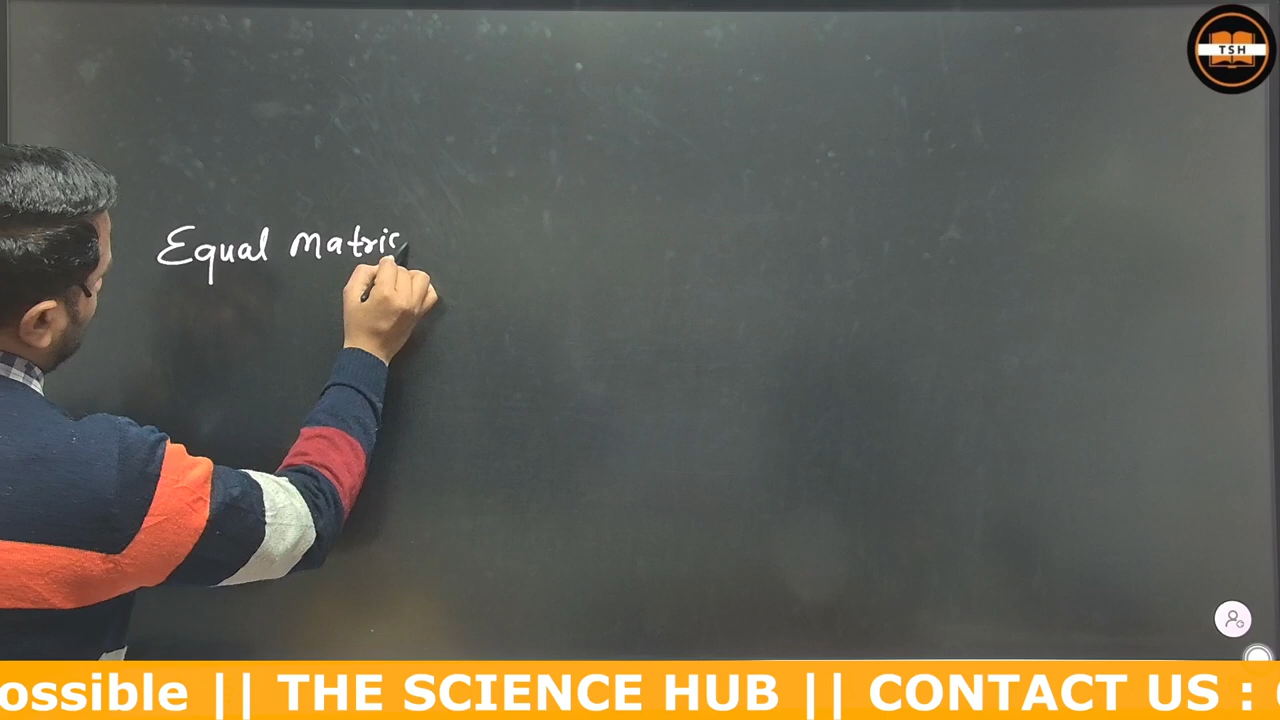 TSH
Equal Matric
ossible || THE SCIENCE HUB || CONTACT US :